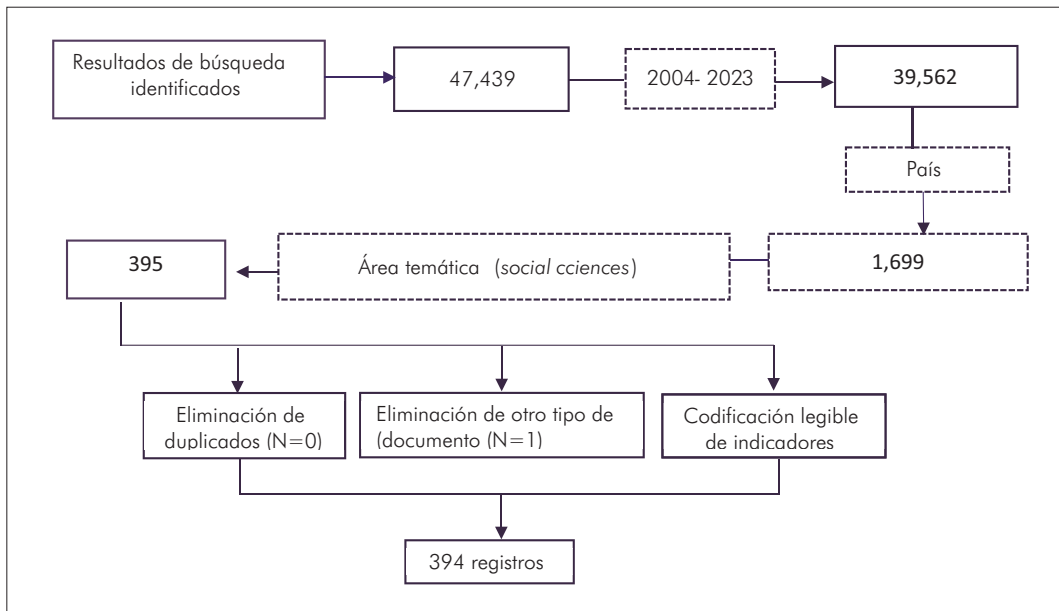 Resultados de búsqueda
identificados
47,439
2004- 2023
39,562
País
1,699
Área temática (social cciences)
395
Eliminación de
duplicados (N=0)
Eliminación de otro tipo de
(documento (N=1)
Codificación legible
de indicadores
394 registros